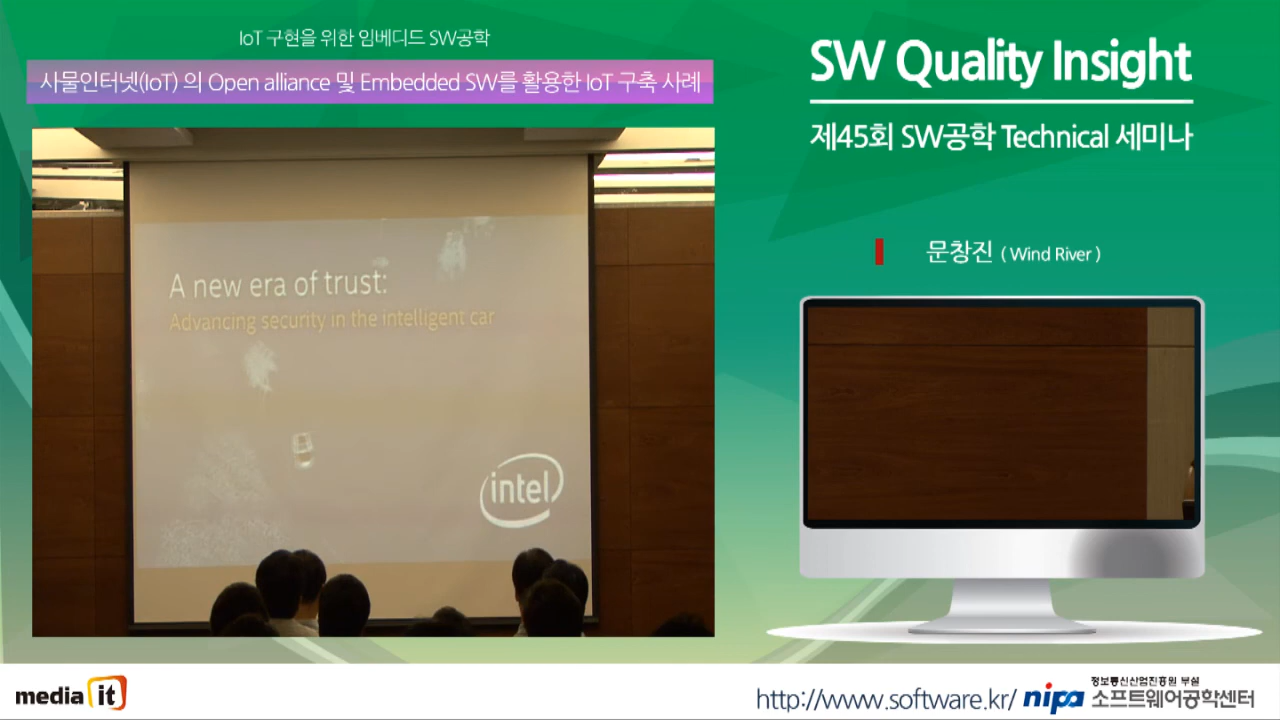 IoT 구현을 위한 임베디드 SW공학
사물인터넷(IoT) 의 Open alliance 및 Embedded SW를 활용한 IoT 구축 사례
SW Quality Insight
제45회 SW공학 Technical 세미나
문창진 ( Wind River )
A new era of trust:
Advancing security in the intelligent car
intel
media it
http://www.software.kr/
nipa
정보통신산업진흥원 부설
소프트웨어공학센터